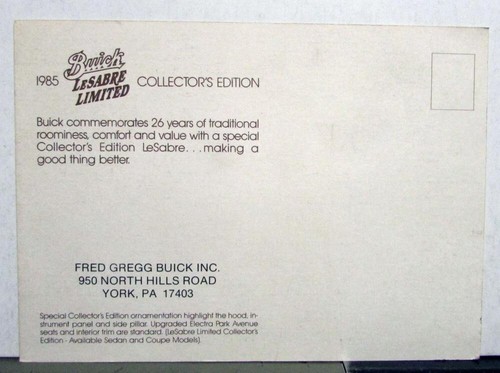 1985 Buick LeSABRE LIMITED COLLECTOR'S EDITION
Buick commemorates 26 years of traditional
roominess, comfort and value with a special
Collector's Edition LeSabre...making a
good thing better.
FRED GREGG BUICK INC.
950 NORTH HILLS ROAD
YORK, PA 17403
Special Collector's Edition ornamentation highlight the hood, in-
strument panel and side pillar. Upgraded Electra Park Avenue
seats and interior trim are standard. (LeSabre Limited Collector's
Edition - Available Sedan and Coupe Models).